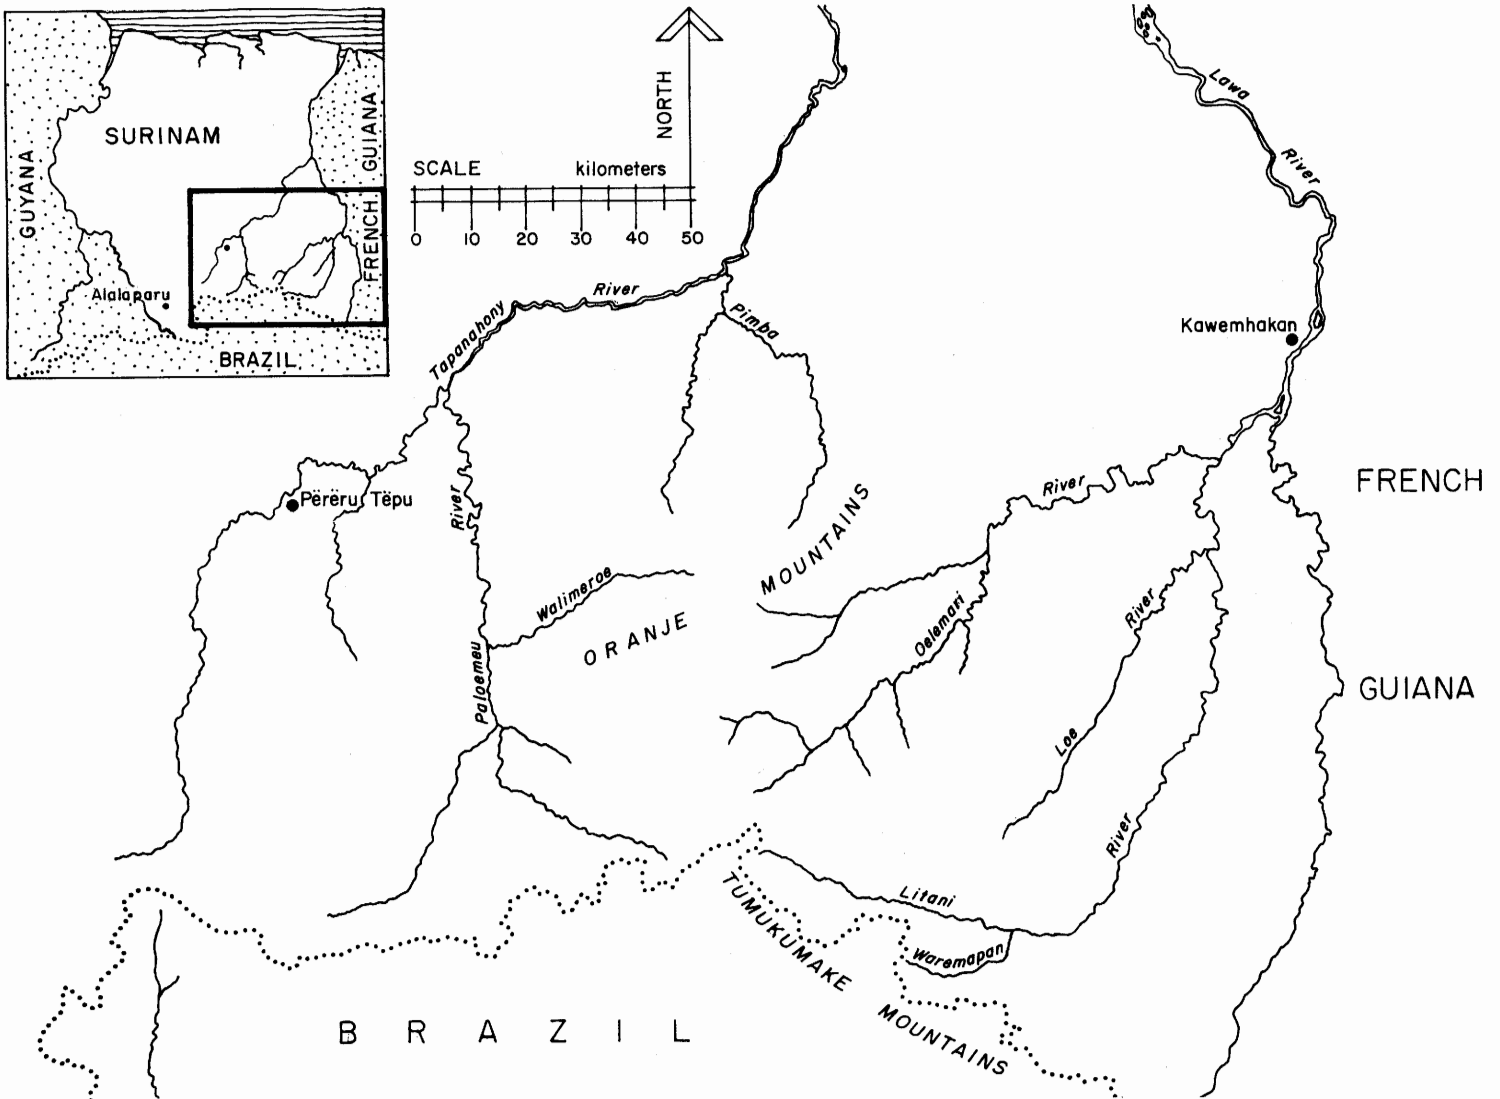 SURINAM
GUYANA
FRENCH GUIANA
Alalaparu
BRAZIL
NORTH
SCALE kilometers
0 10 20 30 40 50
Lawa River
Tapanahony River
Pimba
Kawemhakan
Përëru Tëpu
River
Paloemeu
Walimeroe
ORANJE MOUNTAINS
River
Oelemari
FRENCH
GUIANA
River
Loe
River
Litani
Waremapan
TUMUKUMAKE MOUNTAINS
BRAZIL